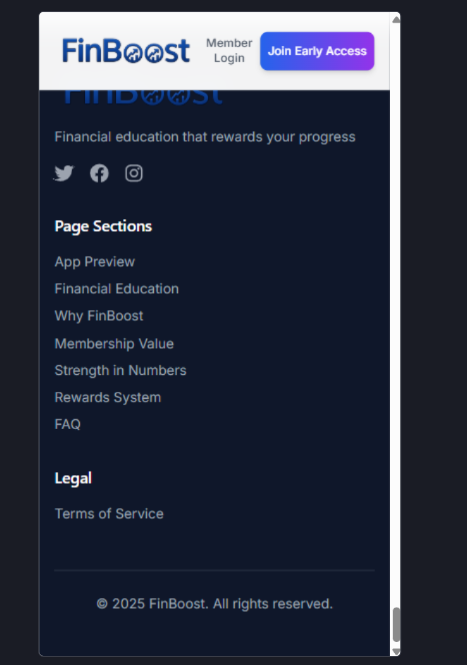 FinBoost
Member
Login
Join Early Access
FinBoost
Financial education that rewards your progress
Page Sections
App Preview
Financial Education
Why FinBoost
Membership Value
Strength in Numbers
Rewards System
FAQ
Legal
Terms of Service
© 2025 FinBoost. All rights reserved.